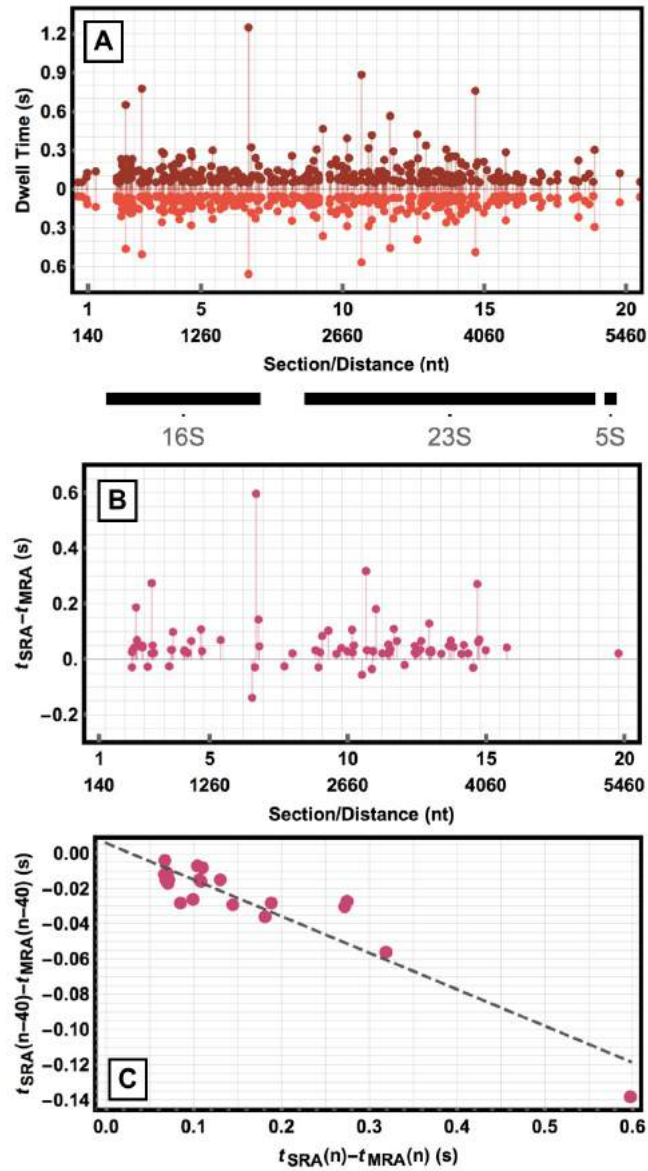 A
1.2
0.9
0.6
0.3
0
0.3
0.6
Dwell Time (s)
1 5 10 15 20
140 1260 2660 4060 5460
Section/Distance (nt)
16S 23S 5S
B
0.6
0.4
0.2
0.
−0.2
tSRA−tMRA (s)
1 5 10 15 20
140 1260 2660 4060 5460
Section/Distance (nt)
0.00
−0.02
−0.04
−0.06
−0.08
−0.10
−0.12
−0.14
tSRA(n−40)−tMRA(n−40) (s)
C
0.0 0.1 0.2 0.3 0.4 0.5 0.6
tSRA(n)−tMRA(n) (s)